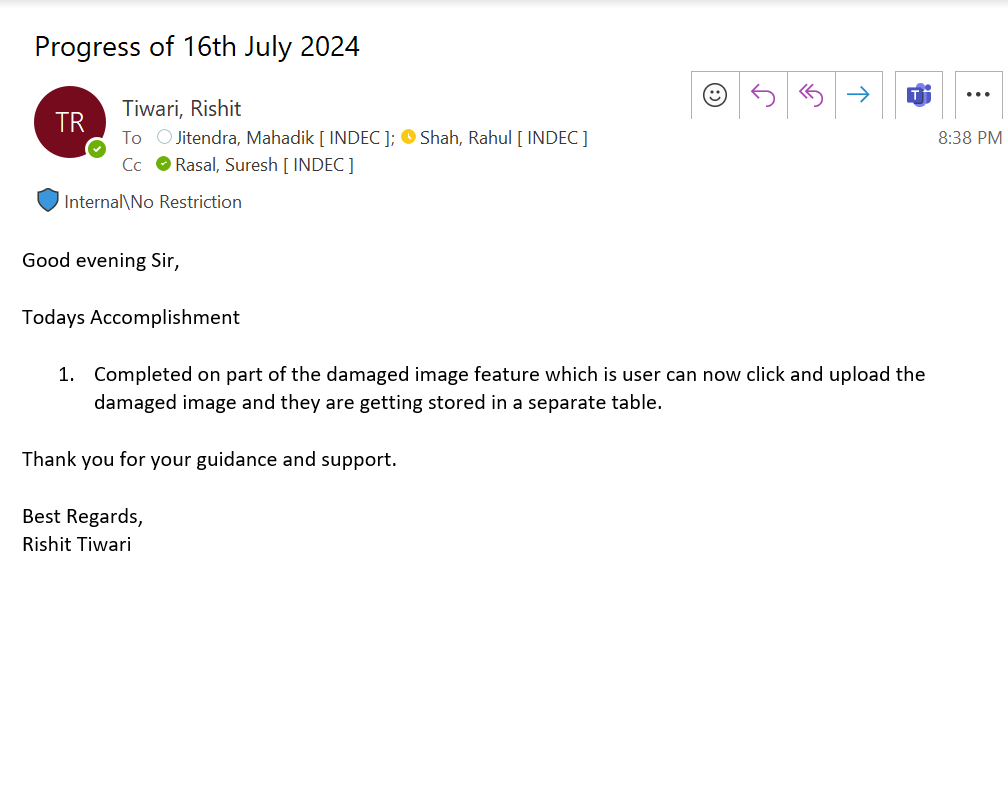 Progress of 16th July 2024
TR
Tiwari, Rishit
To Jitendra, Mahadik [ INDEC ]; Shah, Rahul [ INDEC ]
8:38 PM
Cc Rasal, Suresh [ INDEC ]
Internal\No Restriction
Good evening Sir,
Todays Accomplishment
1. Completed on part of the damaged image feature which is user can now click and upload the
damaged image and they are getting stored in a separate table.
Thank you for your guidance and support.
Best Regards,
Rishit Tiwari